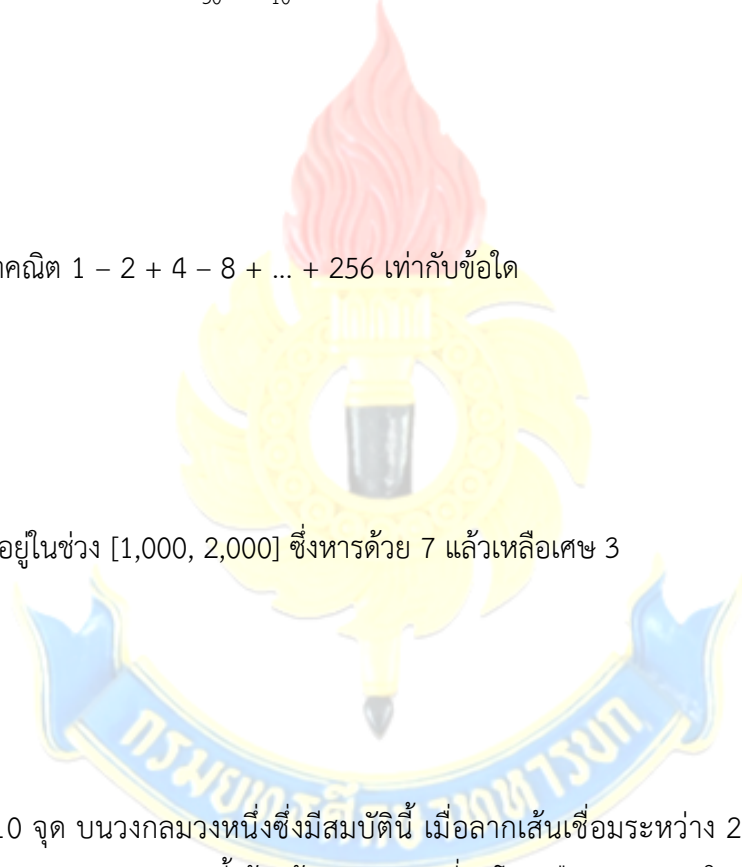 าคณิต 1 – 2 + 4 – 8 + ... + 256 เท่ากับข้อใด
อยู่ในช่วง [1,000, 2,000] ซึ่งหารด้วย 7 แล้วเหลือเศษ 3
กรมยุทธศึกษาทหารบก
.0 จุด บนวงกลมวงหนึ่งซึ่งมีสมบัตินี้ เมื่อลากเส้นเชื่อมระหว่าง 2